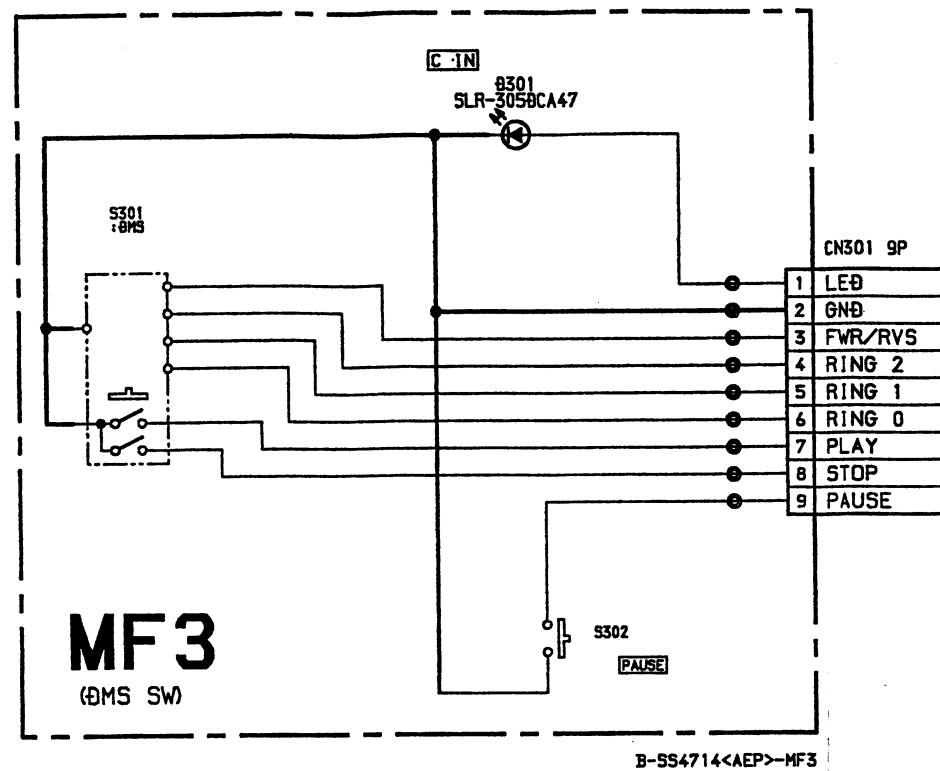 C IN
D301
SLR-305DCA47
S301
:DMS
CN301 9P
1 LED
2 GND
3 FWR/RVS
4 RING 2
5 RING 1
6 RING 0
7 PLAY
8 STOP
9 PAUSE
S302
PAUSE
MF3
(DMS SW)
B-SS4714<AEP>-MF3